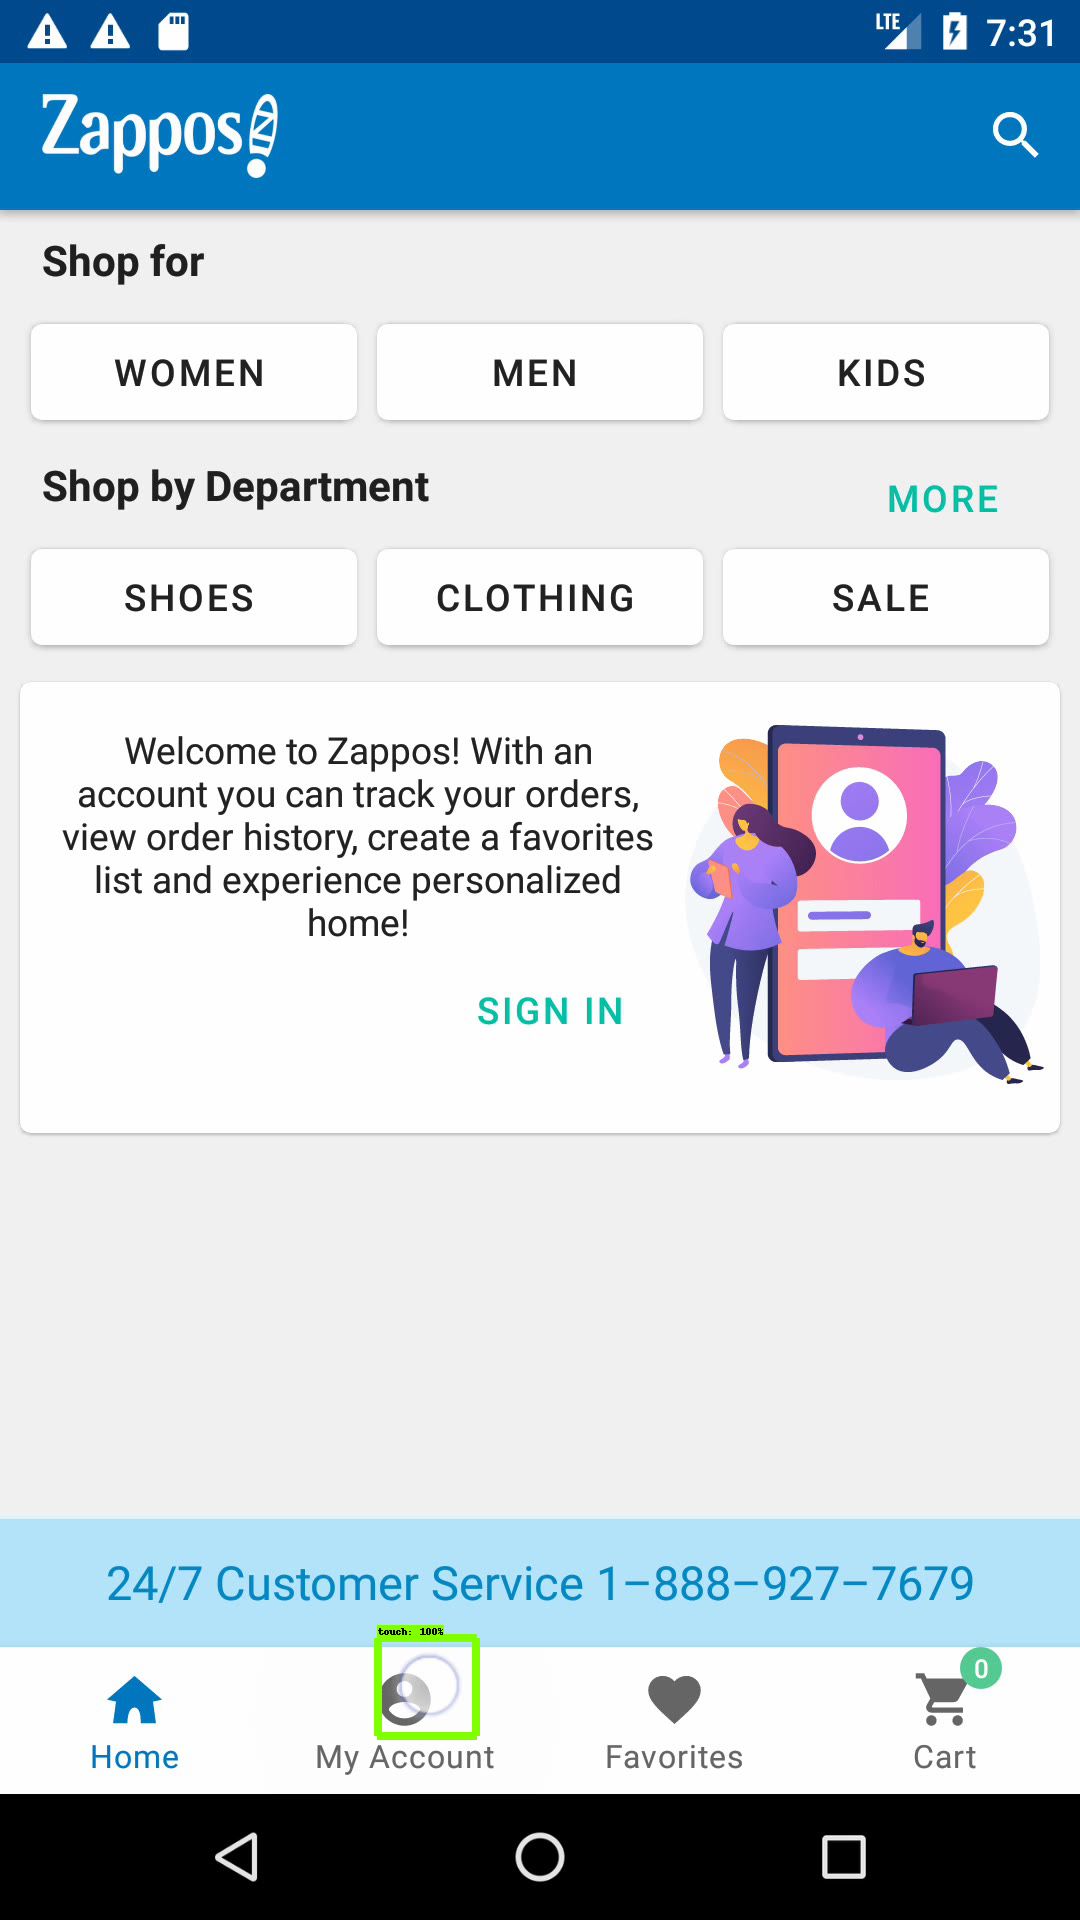 LTE 7:31
Zappos!
Shop for
WOMEN MEN KIDS
Shop by Department
MORE
SHOES CLOTHING SALE
Welcome to Zappos! With an
account you can track your orders,
view order history, create a favorites
list and experience personalized
home!
SIGN IN
24/7 Customer Service 1–888–927–7679
touch: 100%
0
Home My Account Favorites Cart